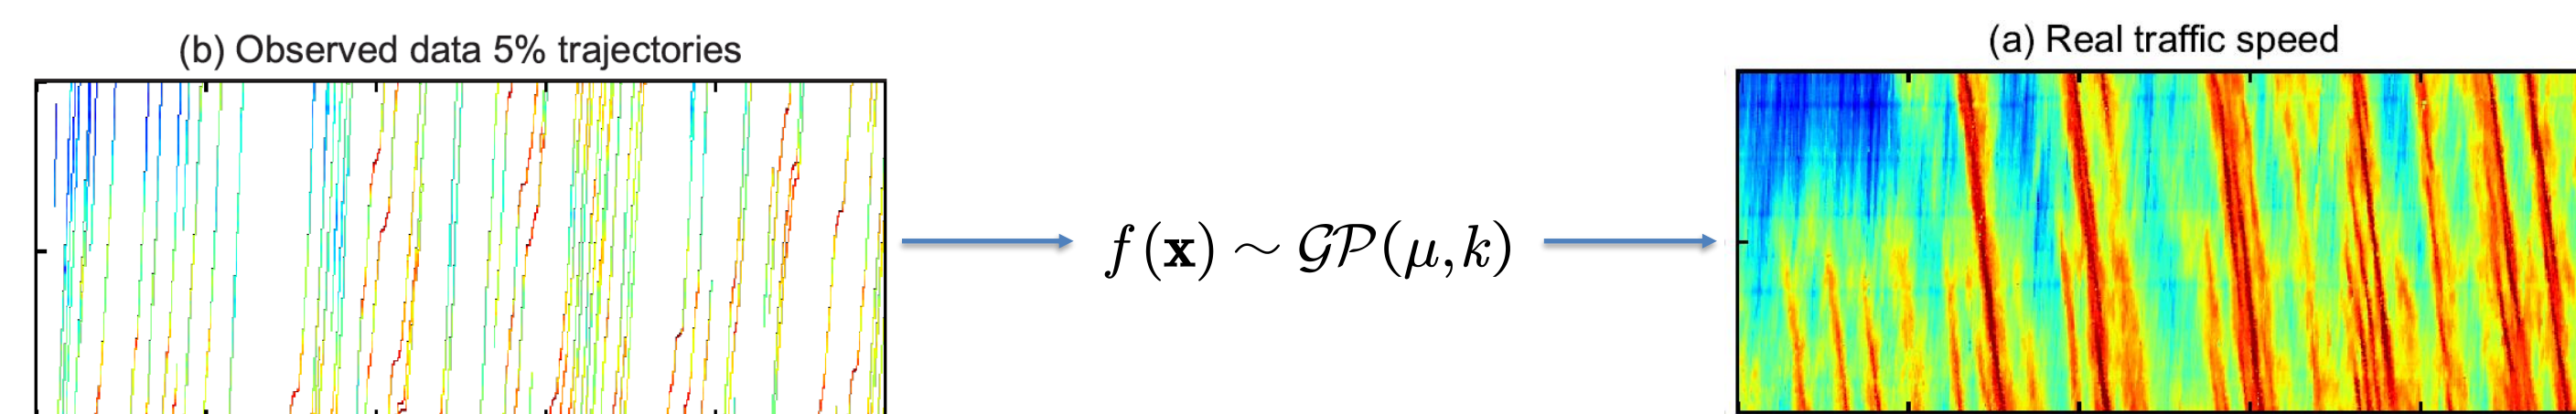 (b) Observed data 5% trajectories
f(x) ∼ 𝒢𝒫(μ, k)
(a) Real traffic speed